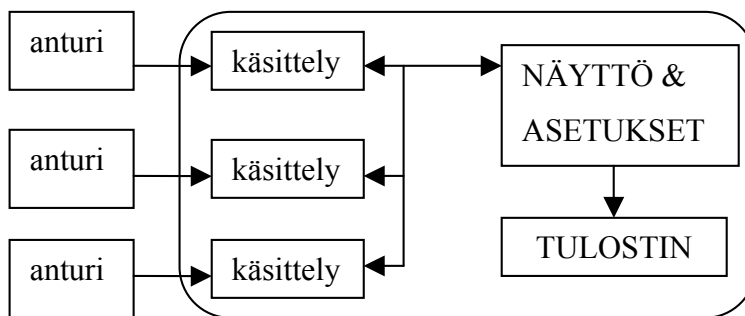 anturi
käsittely
NÄYTTÖ &
ASETUKSET
anturi
käsittely
anturi
käsittely
TULOSTIN